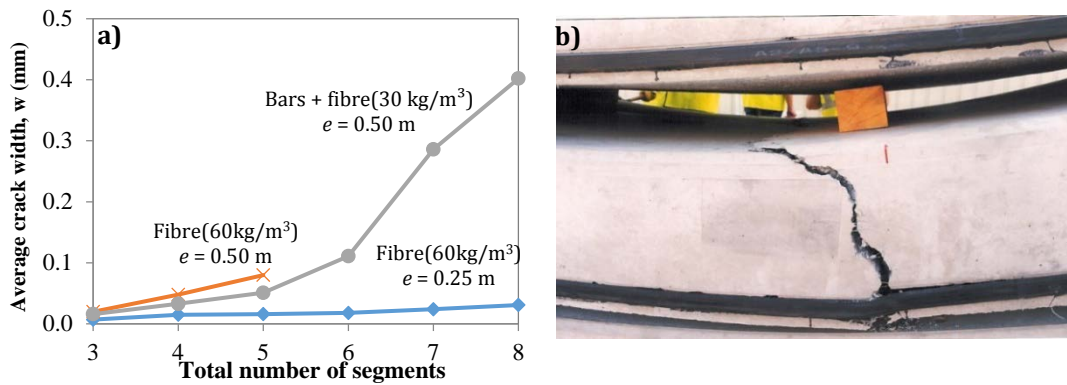 a)
Average crack width, w (mm)
0.5
0.4
0.3
0.2
0.1
0.0
Bars + fibre(30 kg/m³)
e = 0.50 m
Fibre(60kg/m³)
e = 0.50 m
Fibre(60kg/m³)
e = 0.25 m
3 4 5 6 7 8
Total number of segments
b)